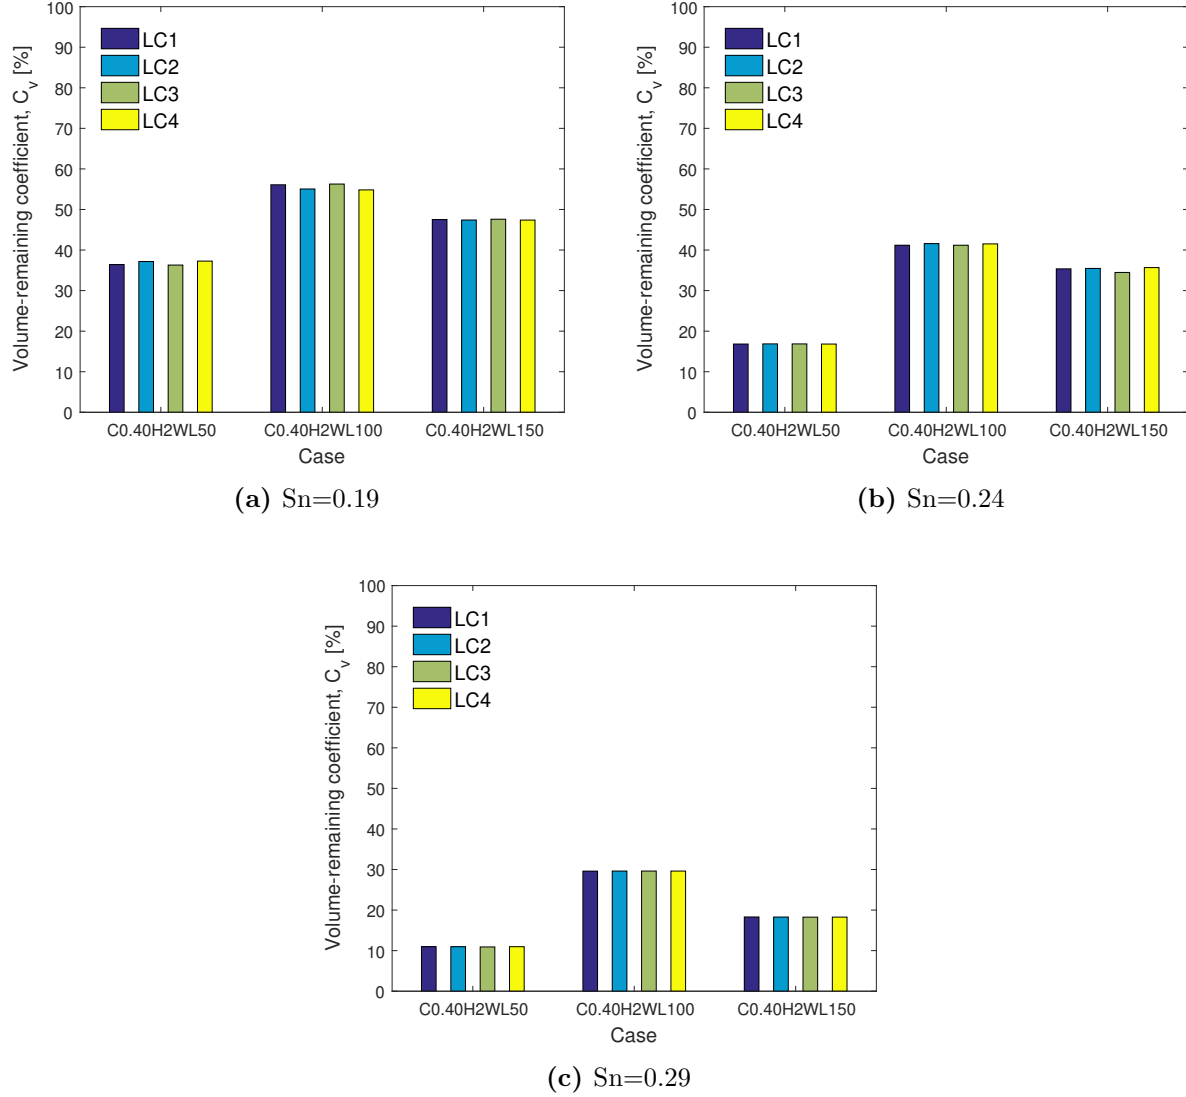 100
90
80
70
60
50
40
30
20
10
0
Volume-remaining coefficient, C_v [%]
LC1
LC2
LC3
LC4
C0.40H2WL50 C0.40H2WL100 C0.40H2WL150
Case
(a) Sn=0.19
100
90
80
70
60
50
40
30
20
10
0
Volume-remaining coefficient, C_v [%]
LC1
LC2
LC3
LC4
C0.40H2WL50 C0.40H2WL100 C0.40H2WL150
Case
(b) Sn=0.24
100
90
80
70
60
50
40
30
20
10
0
Volume-remaining coefficient, C_v [%]
LC1
LC2
LC3
LC4
C0.40H2WL50 C0.40H2WL100 C0.40H2WL150
Case
(c) Sn=0.29